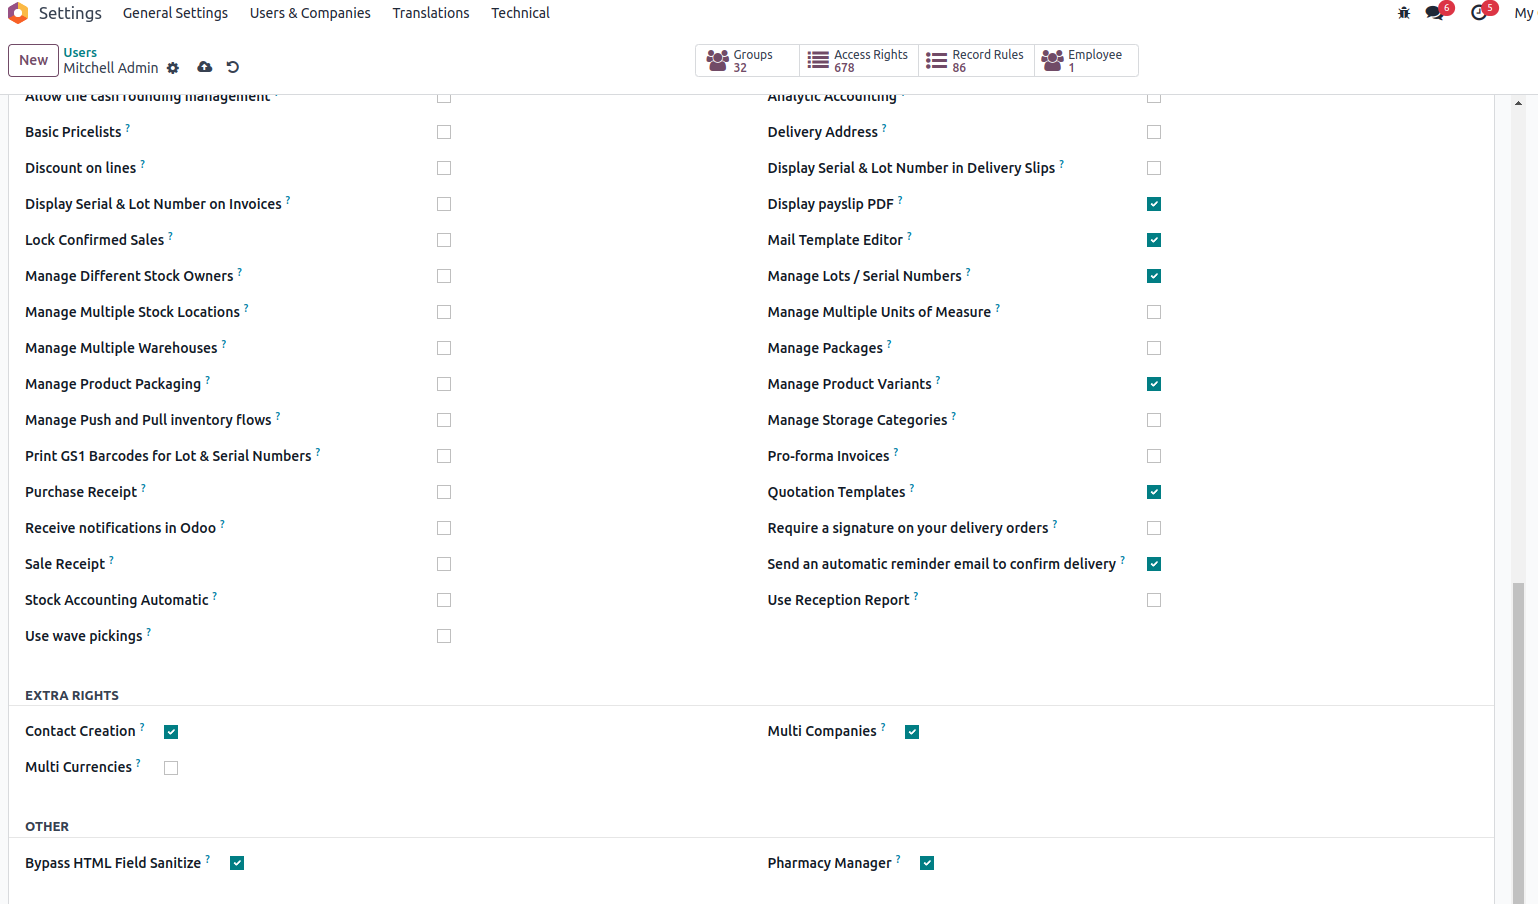 Settings General Settings Users & Companies Translations Technical 6 5 My
New Users
Mitchell Admin
Groups 32 Access Rights 678 Record Rules 86 Employee 1
Allow the cash rounding management ? Analytic Accounting ?
Basic Pricelists ? Delivery Address ?
Discount on lines ? Display Serial & Lot Number in Delivery Slips ?
Display Serial & Lot Number on Invoices ? Display payslip PDF ?
Lock Confirmed Sales ? Mail Template Editor ?
Manage Different Stock Owners ? Manage Lots / Serial Numbers ?
Manage Multiple Stock Locations ? Manage Multiple Units of Measure ?
Manage Multiple Warehouses ? Manage Packages ?
Manage Product Packaging ? Manage Product Variants ?
Manage Push and Pull inventory flows ? Manage Storage Categories ?
Print GS1 Barcodes for Lot & Serial Numbers ? Pro-forma Invoices ?
Purchase Receipt ? Quotation Templates ?
Receive notifications in Odoo ? Require a signature on your delivery orders ?
Sale Receipt ? Send an automatic reminder email to confirm delivery ?
Stock Accounting Automatic ? Use Reception Report ?
Use wave pickings ?
EXTRA RIGHTS
Contact Creation ? Multi Companies ?
Multi Currencies ?
OTHER
Bypass HTML Field Sanitize ? Pharmacy Manager ?